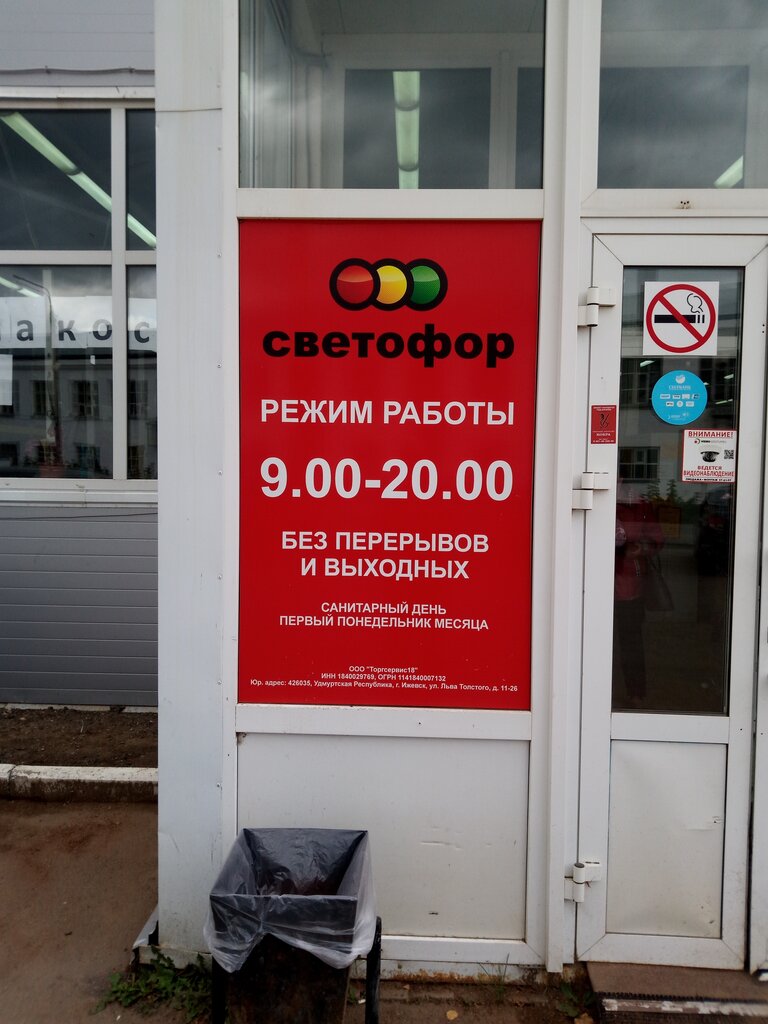 светофор
РЕЖИМ РАБОТЫ
9.00-20.00
БЕЗ ПЕРЕРЫВОВ
И ВЫХОДНЫХ
САНИТАРНЫЙ ДЕНЬ
ПЕРВЫЙ ПОНЕДЕЛЬНИК МЕСЯЦА
ООО "Торгсервис18"
ИНН 1840029769, ОГРН 1141840007132
Юр. адрес: 426035, Удмуртская Республика, г. Ижевск, ул. Льва Толстого, д. 11-26
акос
СБЕРБАНК
ВНИМАНИЕ!
ВЕДЕТСЯ
ВИДЕОНАБЛЮДЕНИЕ